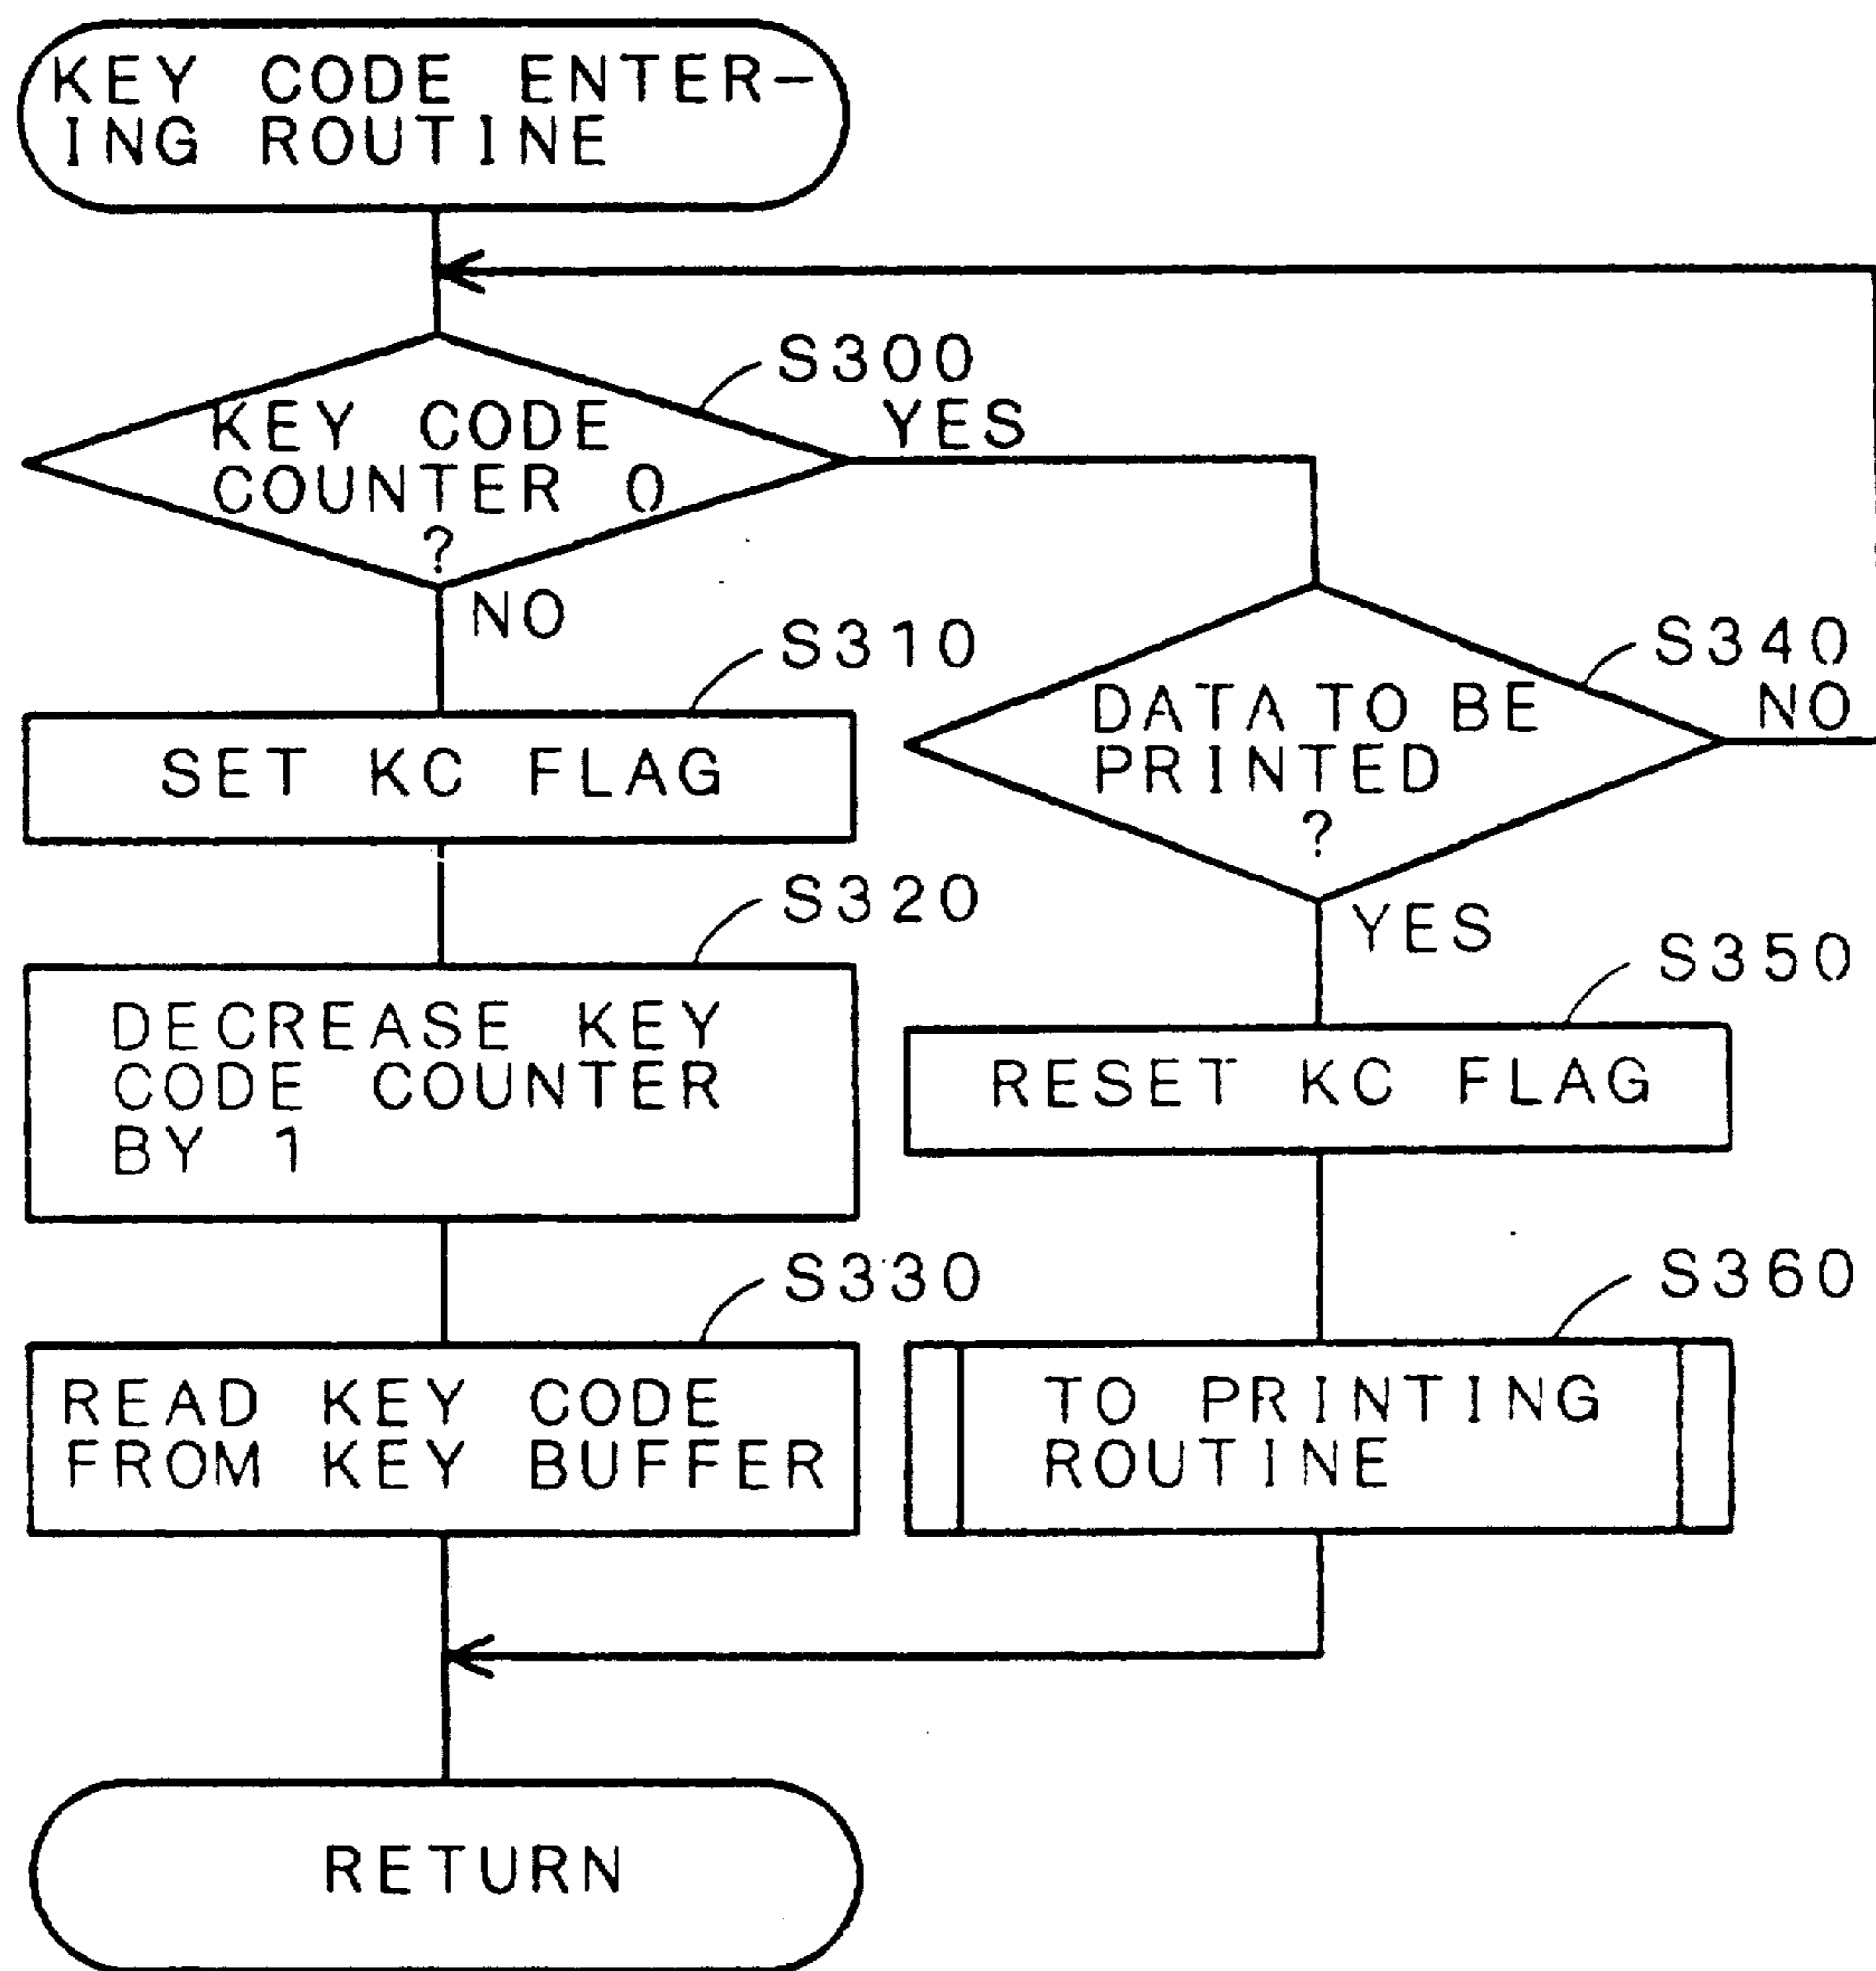 KEY CODE ENTER-
ING ROUTINE
S300
YES
KEY CODE
COUNTER 0
?
NO
S310
SET KC FLAG
S340
NO
DATA TO BE
PRINTED
?
YES
S320
DECREASE KEY
CODE COUNTER
BY 1
S350
RESET KC FLAG
S330
READ KEY CODE
FROM KEY BUFFER
S360
TO PRINTING
ROUTINE
RETURN